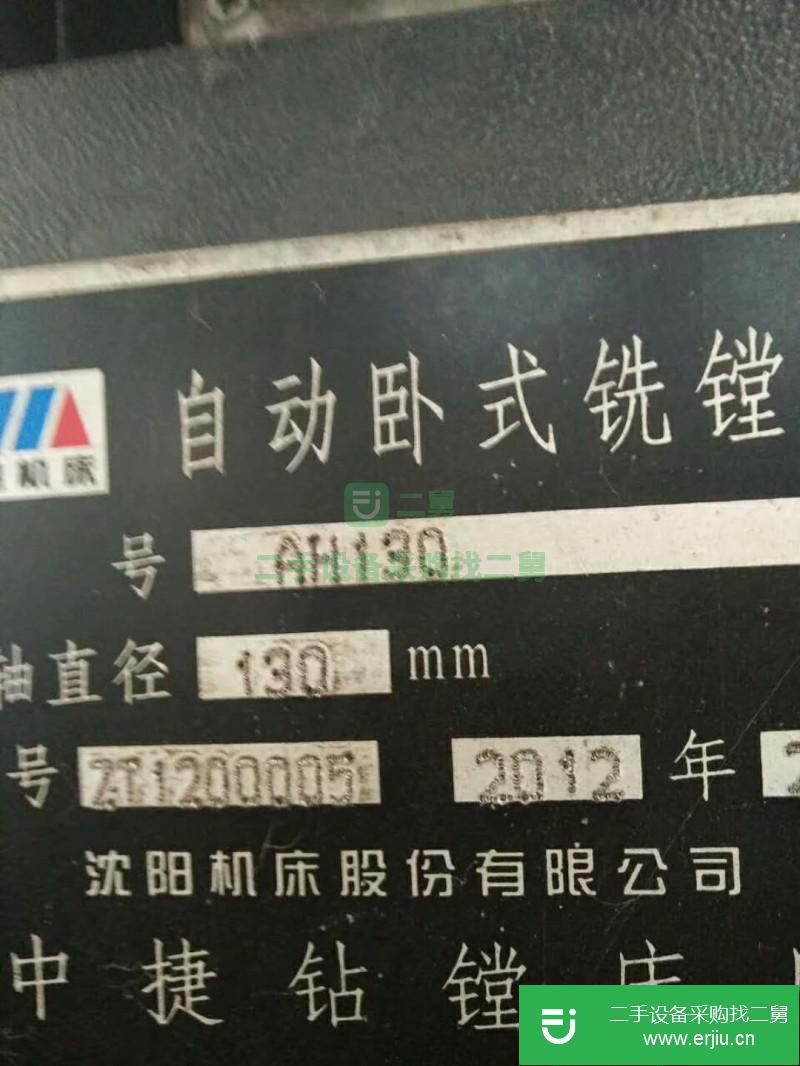 机床
自动卧式铣镗
二舅
号 AH130
二手设备采购找二舅
轴直径 130 mm
号 ZT1200005 2012 年 2
沈阳机床股份有限公司
中捷钻镗床
二手设备采购找二舅
www.erjiu.cn